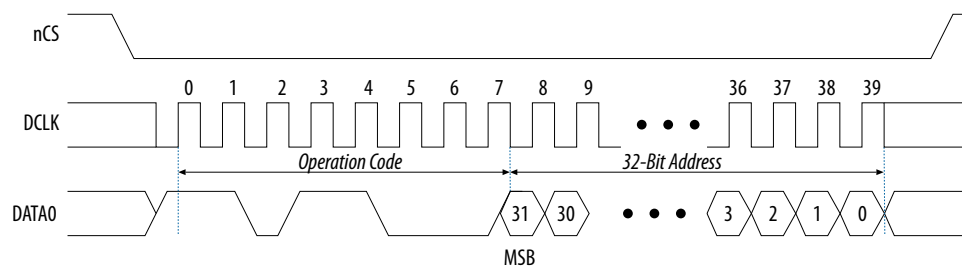 nCS
0 1 2 3 4 5 6 7 8 9 36 37 38 39
DCLK
Operation Code 32-Bit Address
DATA0 31 30 3 2 1 0
MSB